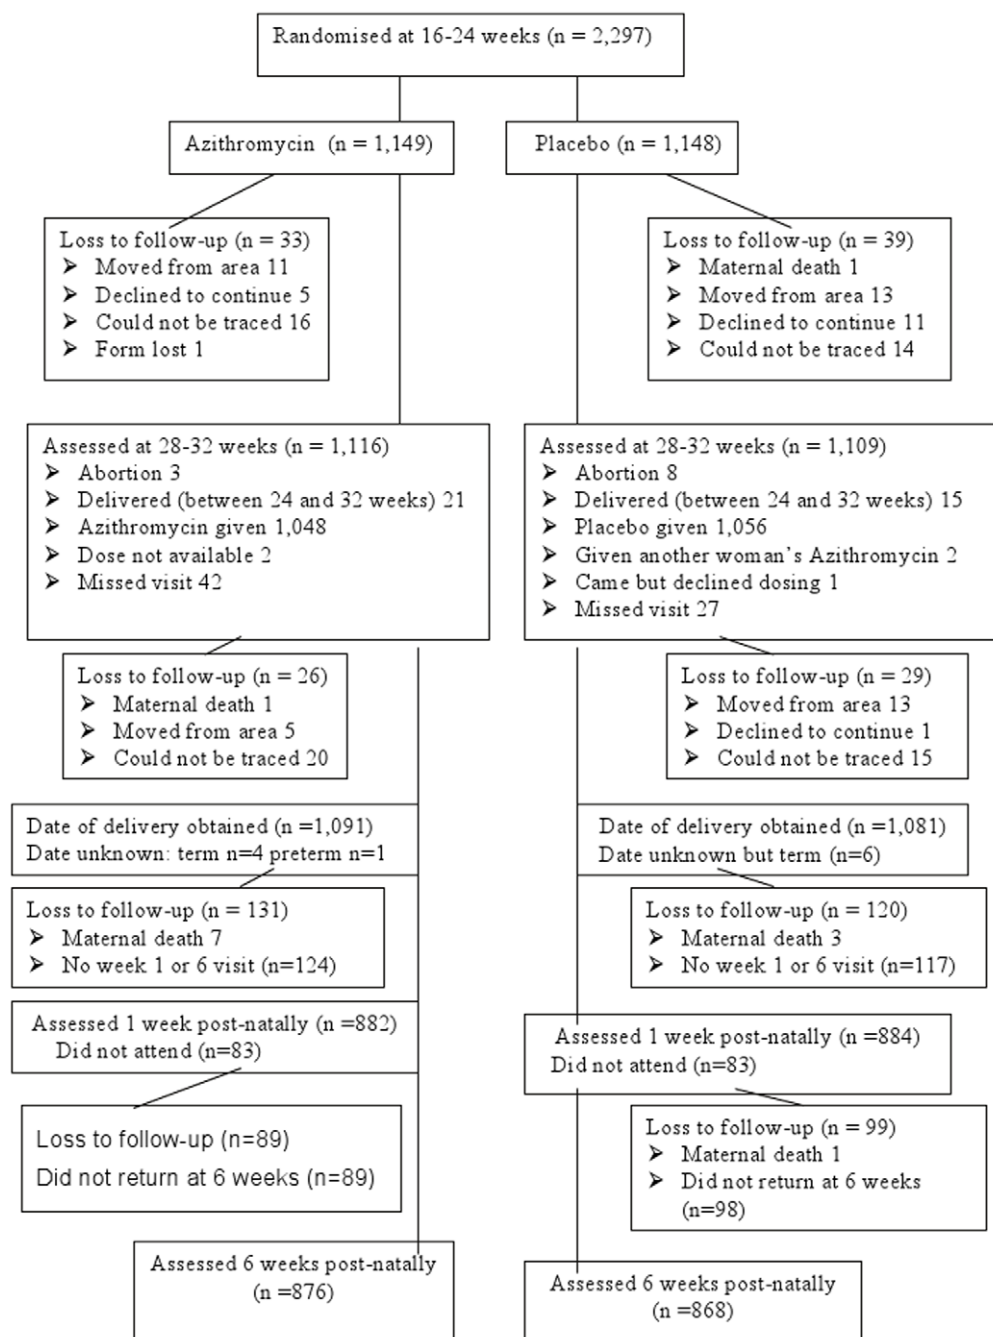 Randomised at 16-24 weeks (n = 2,297)
Azithromycin (n = 1,149)
Placebo (n = 1,148)
Loss to follow-up (n = 33)
➤ Moved from area 11
➤ Declined to continue 5
➤ Could not be traced 16
➤ Form lost 1
Loss to follow-up (n = 39)
➤ Maternal death 1
➤ Moved from area 13
➤ Declined to continue 11
➤ Could not be traced 14
Assessed at 28-32 weeks (n = 1,116)
➤ Abortion 3
➤ Delivered (between 24 and 32 weeks) 21
➤ Azithromycin given 1,048
➤ Dose not available 2
➤ Missed visit 42
Assessed at 28-32 weeks (n = 1,109)
➤ Abortion 8
➤ Delivered (between 24 and 32 weeks) 15
➤ Placebo given 1,056
➤ Given another woman's Azithromycin 2
➤ Came but declined dosing 1
➤ Missed visit 27
Loss to follow-up (n = 26)
➤ Maternal death 1
➤ Moved from area 5
➤ Could not be traced 20
Loss to follow-up (n = 29)
➤ Moved from area 13
➤ Declined to continue 1
➤ Could not be traced 15
Date of delivery obtained (n =1,091)
Date unknown: term n=4 preterm n=1
Date of delivery obtained (n =1,081)
Date unknown but term (n=6)
Loss to follow-up (n = 131)
➤ Maternal death 7
➤ No week 1 or 6 visit (n=124)
Loss to follow-up (n = 120)
➤ Maternal death 3
➤ No week 1 or 6 visit (n=117)
Assessed 1 week post-natally (n =882)
Did not attend (n=83)
Assessed 1 week post-natally (n =884)
Did not attend (n=83)
Loss to follow-up (n=89)
Did not return at 6 weeks (n=89)
Loss to follow-up (n = 99)
➤ Maternal death 1
➤ Did not return at 6 weeks
(n=98)
Assessed 6 weeks post-natally
(n =876)
Assessed 6 weeks post-natally
(n =868)